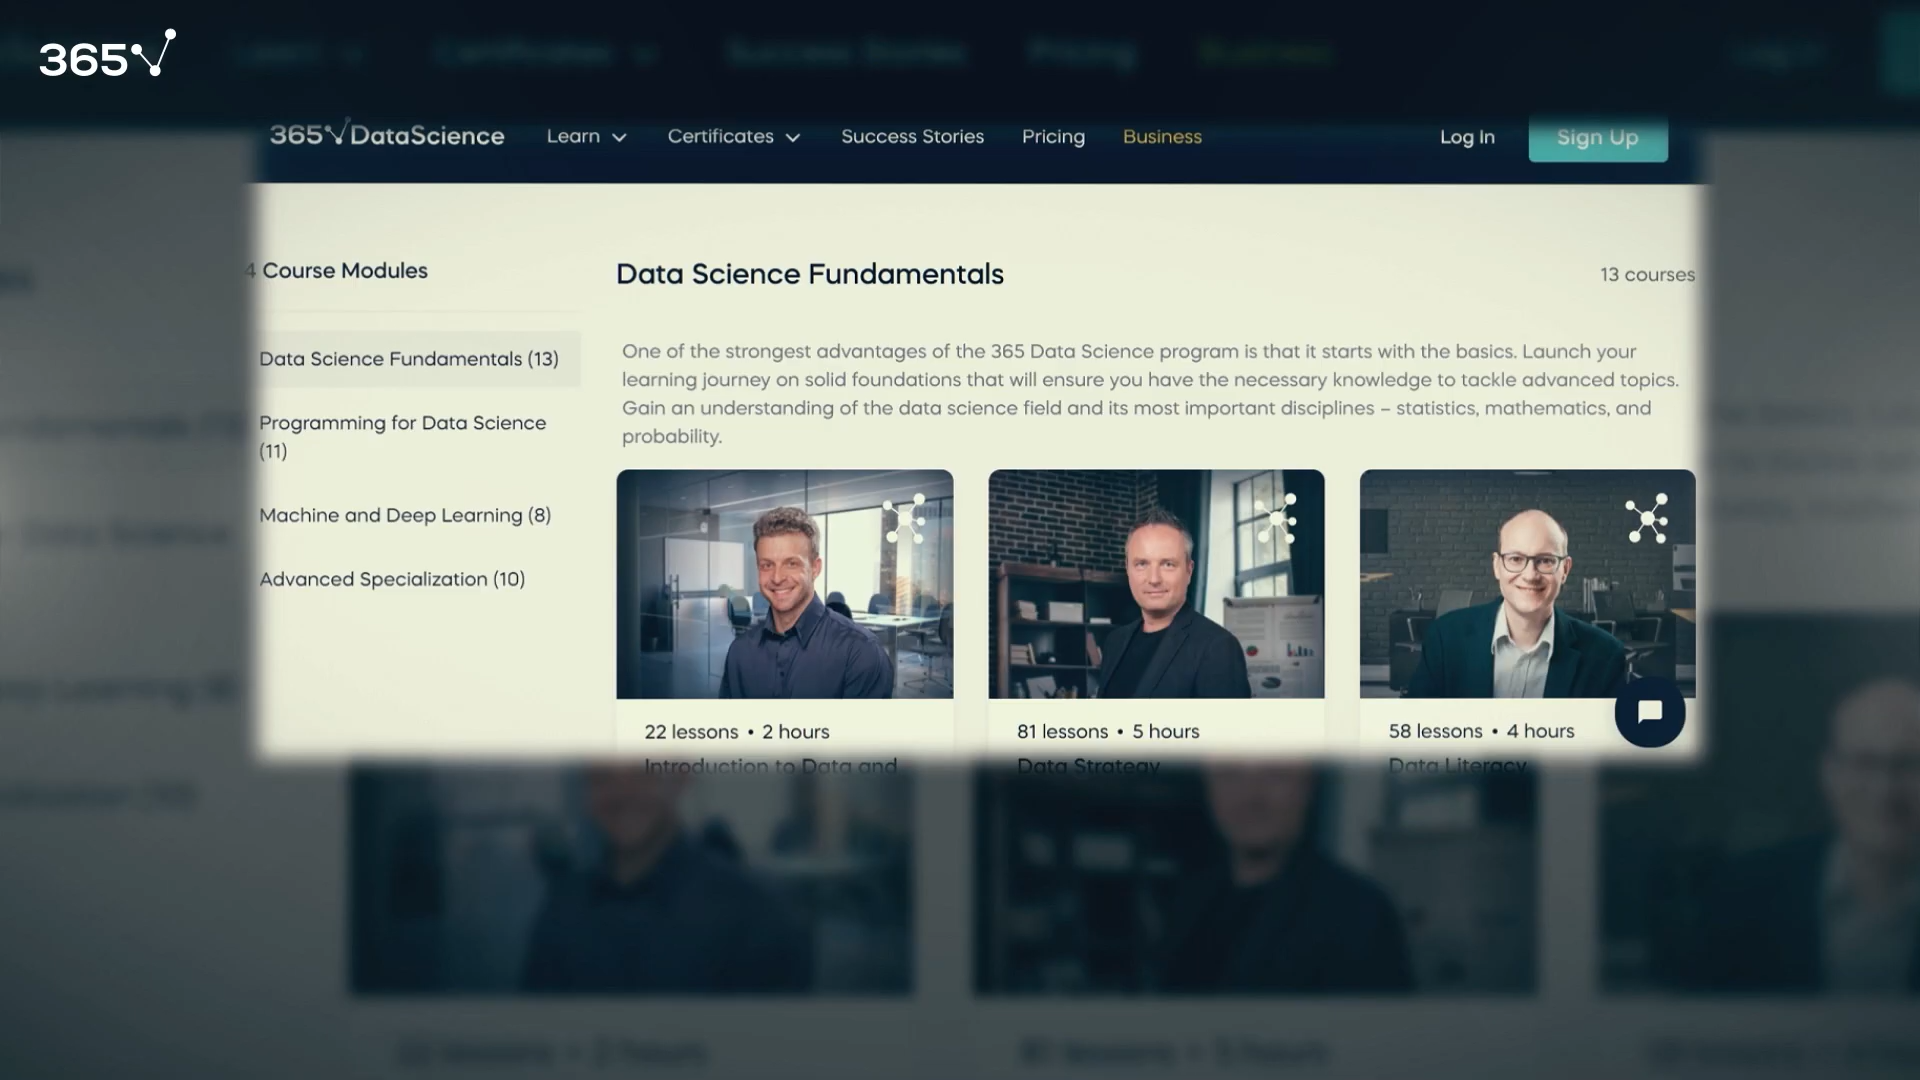 365
365 DataScience
Learn
Certificates
Success Stories
Pricing
Business
Log In
Sign Up
4 Course Modules
Data Science Fundamentals (13)
Programming for Data Science
(11)
Machine and Deep Learning (8)
Advanced Specialization (10)
Data Science Fundamentals
13 courses
One of the strongest advantages of the 365 Data Science program is that it starts with the basics. Launch your
learning journey on solid foundations that will ensure you have the necessary knowledge to tackle advanced topics.
Gain an understanding of the data science field and its most important disciplines – statistics, mathematics, and
probability.
22 lessons • 2 hours
Introduction to Data and
81 lessons • 5 hours
Data Strategy
58 lessons • 4 hours
Data Literacy